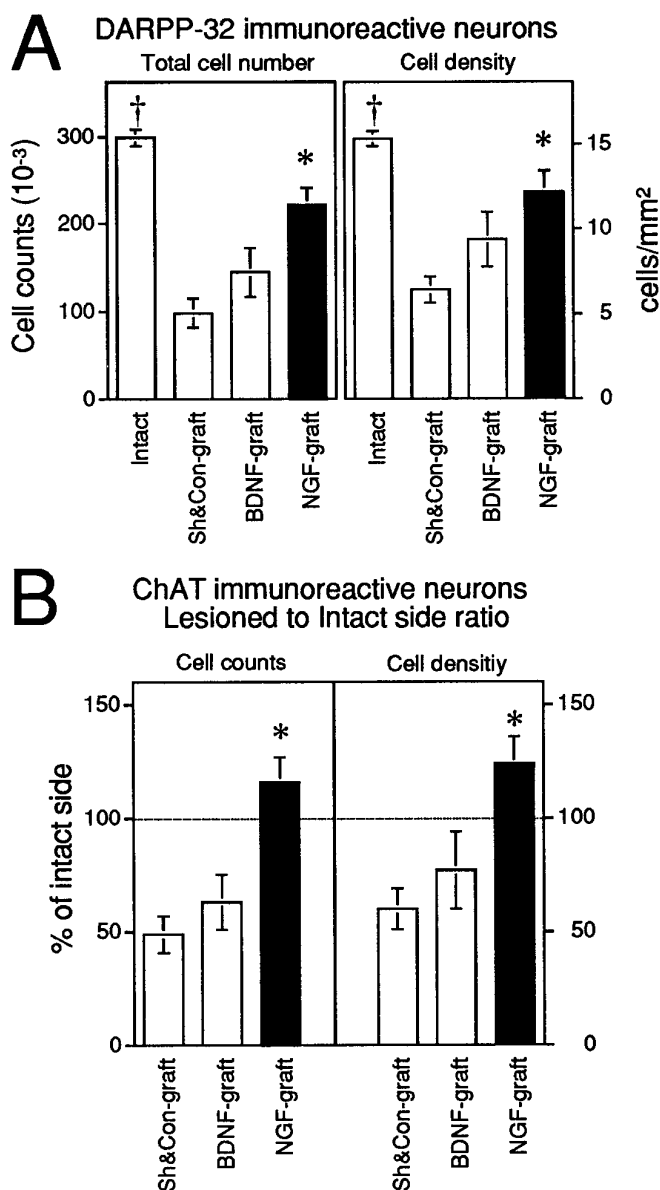 A
DARPP-32 immunoreactive neurons
Total cell number
Cell density
Cell counts (10⁻³)
300
200
100
0
†
*
†
*
15
10
5
0
cells/mm²
Intact
Sh&Con-graft
BDNF-graft
NGF-graft
Intact
Sh&Con-graft
BDNF-graft
NGF-graft
B
ChAT immunoreactive neurons
Lesioned to Intact side ratio
Cell counts
Cell densitiy
% of intact side
150
100
50
0
*
*
150
100
50
0
Sh&Con-graft
BDNF-graft
NGF-graft
Sh&Con-graft
BDNF-graft
NGF-graft